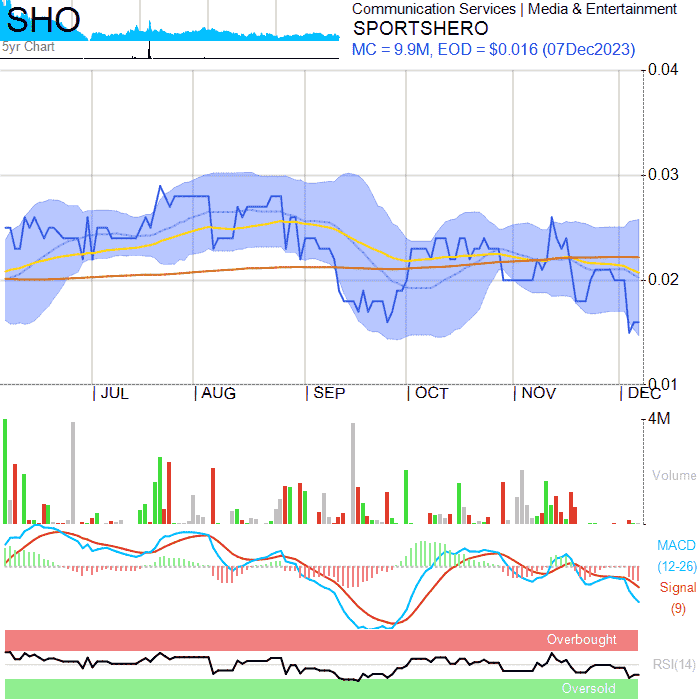 SHO
5yr Chart
Communication Services | Media & Entertainment
SPORTSHERO
MC = 9.9M, EOD = $0.016 (07Dec2023)
0.04
0.03
0.02
0.01
JUL AUG SEP OCT NOV DEC
4M
Volume
MACD
(12-26)
Signal
(9)
Overbought
RSI(14)
Oversold